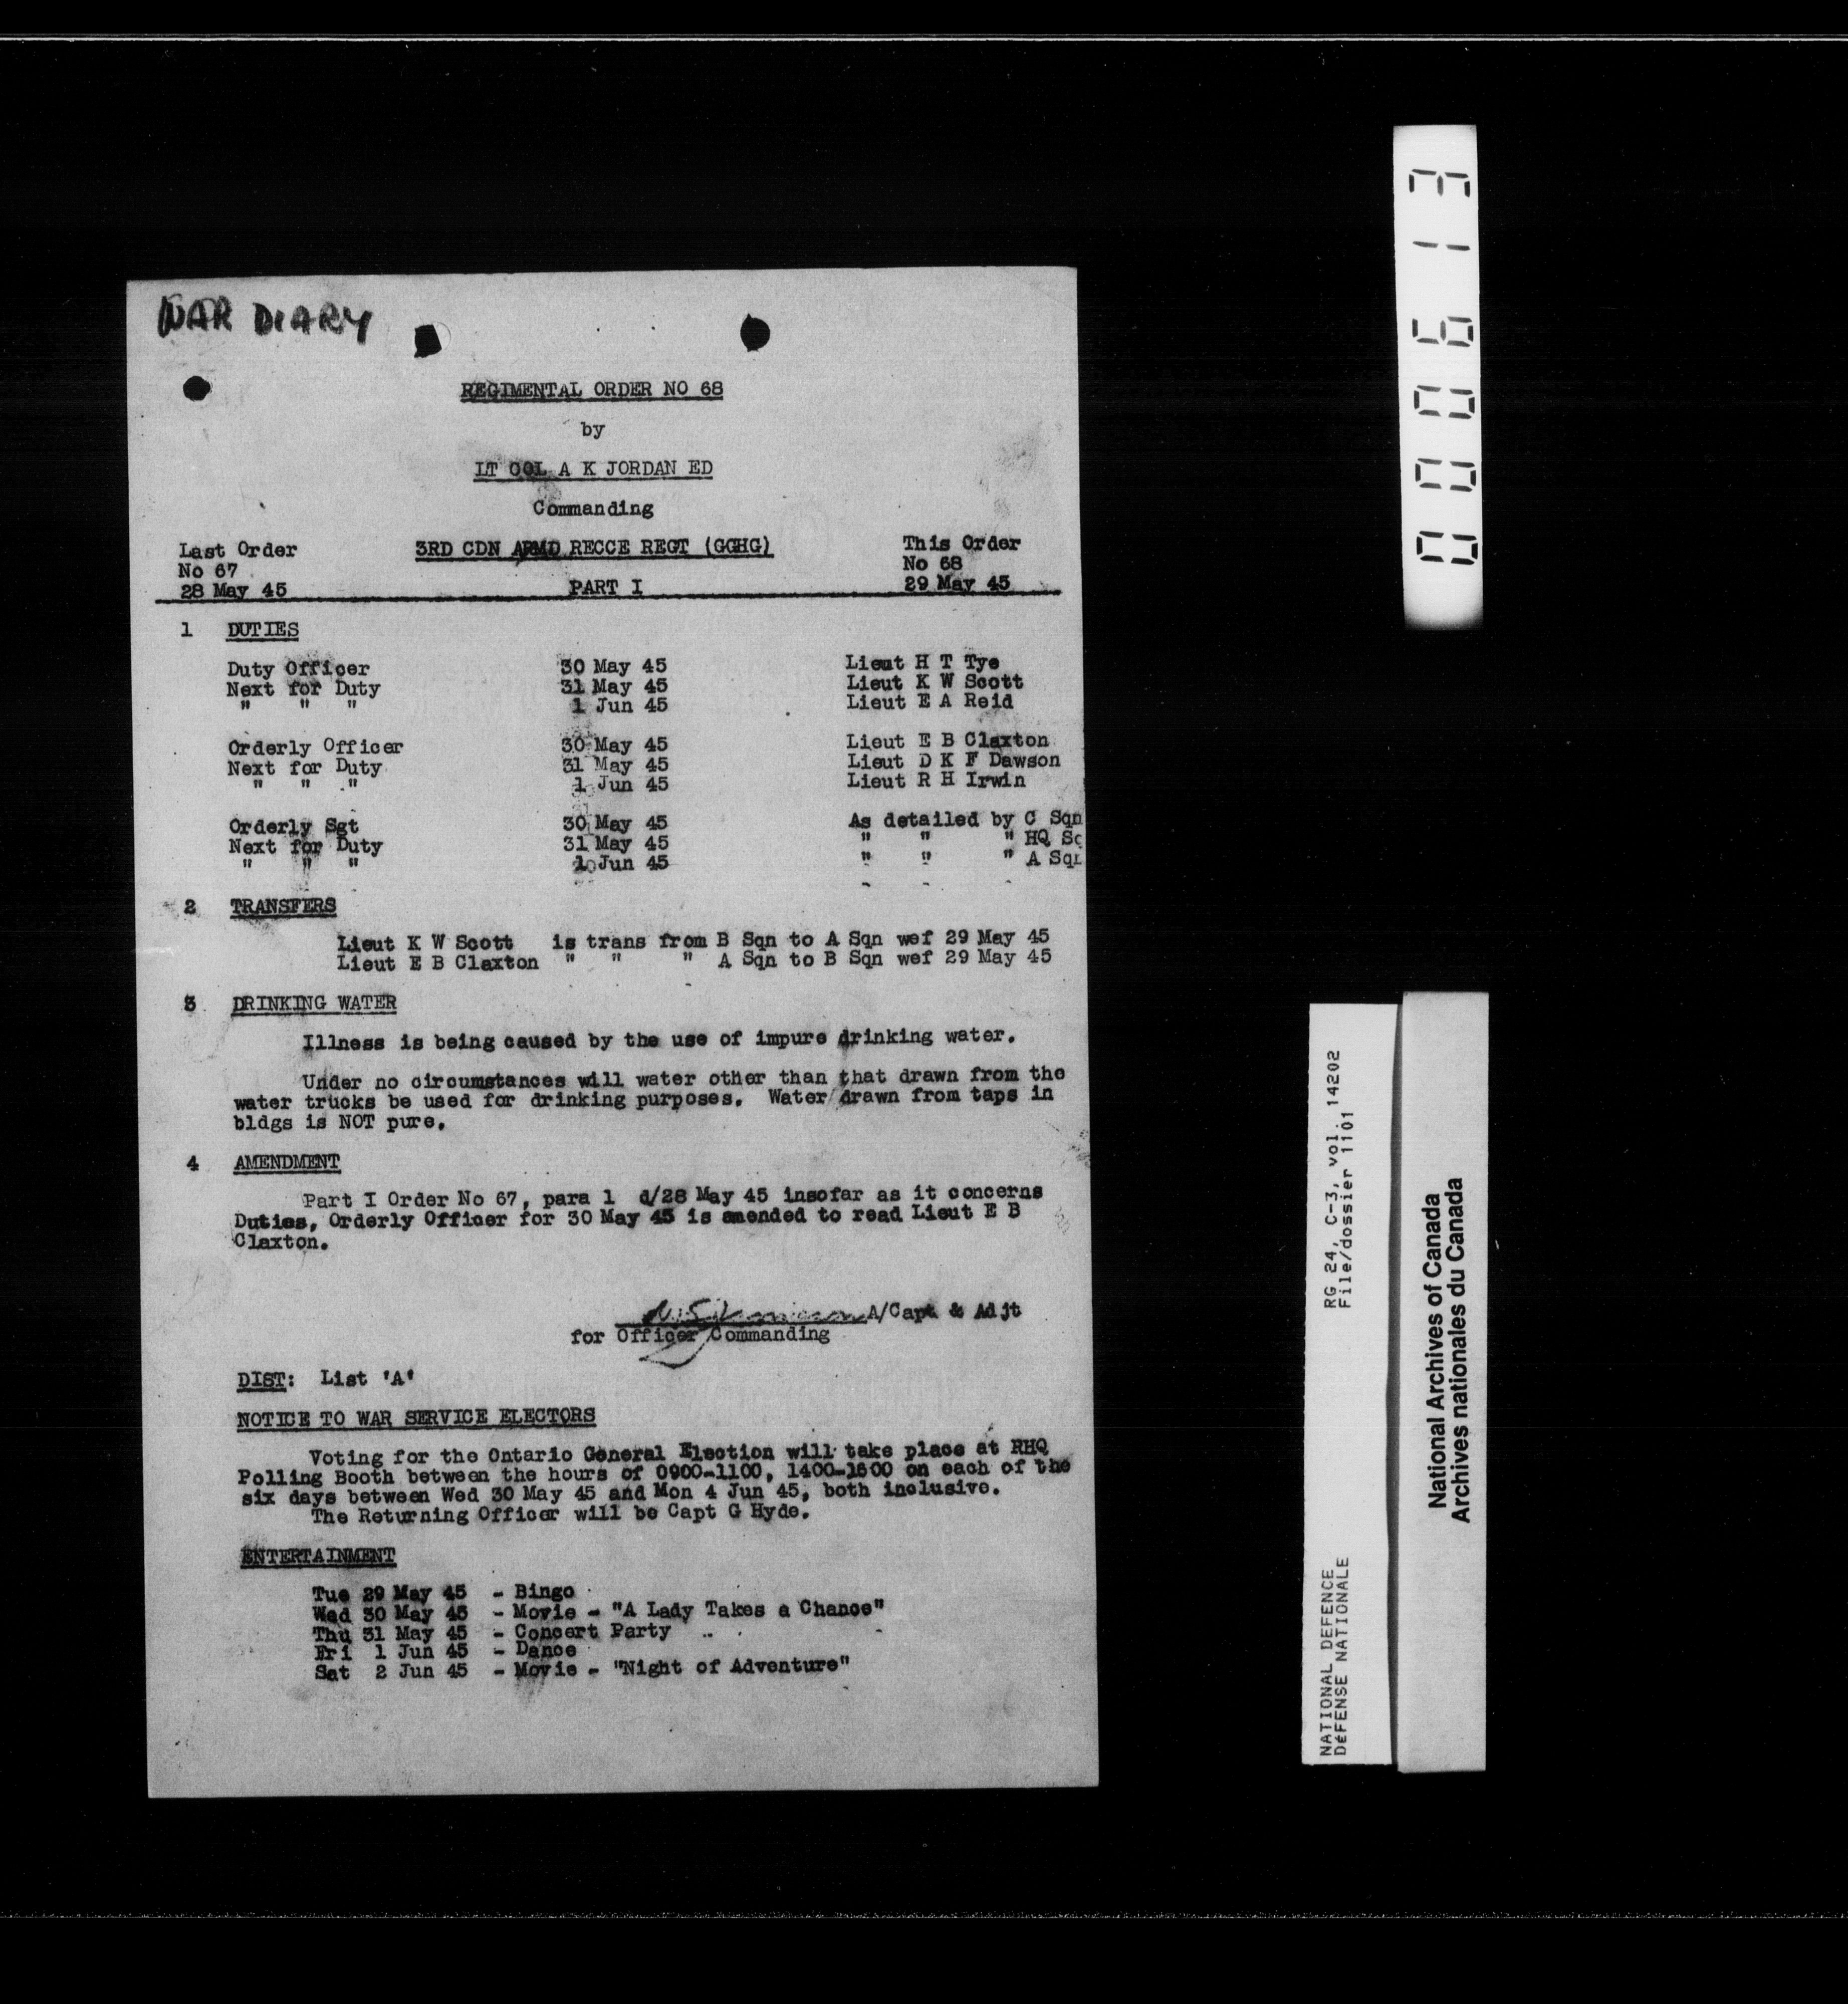 WAR DIARY
REGIMENTAL ORDER NO 68
by
LT COL A K JORDAN ED
Commanding
3RD CDN ARMD RECCE REGT (GGHG)
Last Order
No 67
28 May 45
PART I
This Order
No 68
29 May 45
1 DUTIES
Duty Officer 30 May 45 Lieut H T Tye
Next for Duty 31 May 45 Lieut K W Scott
" " " 1 Jun 45 Lieut E A Reid
Orderly Officer 30 May 45 Lieut E B Claxton
Next for Duty 31 May 45 Lieut D K F Dawson
" " " 1 Jun 45 Lieut R H Irwin
Orderly Sgt 30 May 45 As detailed by C Sqn
Next for Duty 31 May 45 " " " HQ Sq
" " " 1 Jun 45 " " " A Sqn
2 TRANSFERS
Lieut K W Scott is trans from B Sqn to A Sqn wef 29 May 45
Lieut E B Claxton " " " A Sqn to B Sqn wef 29 May 45
3 DRINKING WATER
Illness is being caused by the use of impure drinking water.
Under no circumstances will water other than that drawn from the
water trucks be used for drinking purposes. Water drawn from taps in
bldgs is NOT pure.
4 AMENDMENT
Part I Order No 67, para 1 d/28 May 45 insofar as it concerns
Duties, Orderly Officer for 30 May 45 is amended to read Lieut E B
Claxton.
A/Capt & Adjt
for Officer Commanding
DIST: List 'A'
NOTICE TO WAR SERVICE ELECTORS
Voting for the Ontario General Election will take place at RHQ
Polling Booth between the hours of 0900-1100, 1400-1600 on each of the
six days between Wed 30 May 45 and Mon 4 Jun 45, both inclusive.
The Returning Officer will be Capt G Hyde.
ENTERTAINMENT
Tue 29 May 45 - Bingo
Wed 30 May 45 - Movie - "A Lady Takes a Chance"
Thu 31 May 45 - Concert Party
Fri 1 Jun 45 - Dance
Sat 2 Jun 45 - Movie - "Night of Adventure"
000613
NATIONAL DEFENCE RG 24, C-3, vol. 14202
DéFENSE NATIONALE File/dossier 1101
National Archives of Canada
Archives nationales du Canada